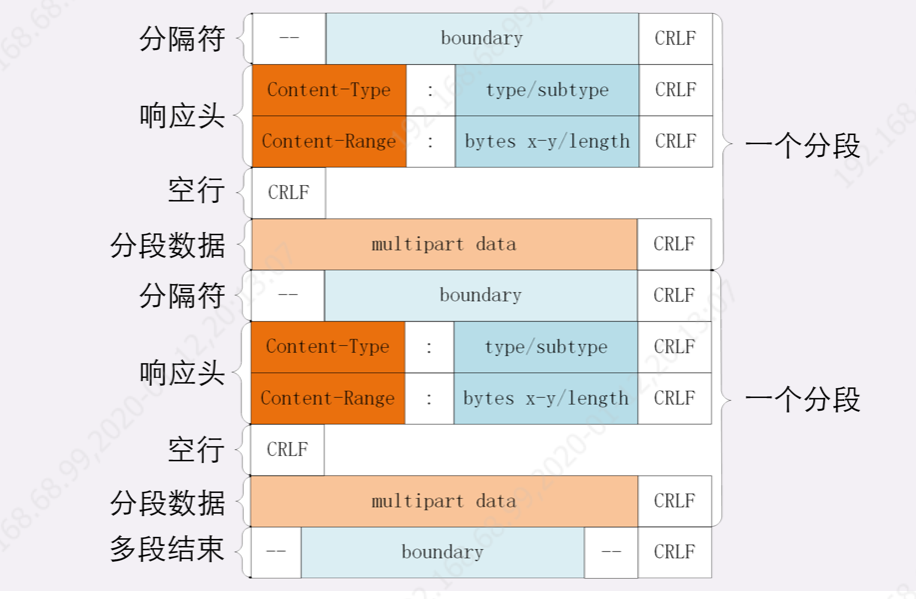 分隔符 -- boundary CRLF
响应头 Content-Type : type/subtype CRLF
Content-Range : bytes x-y/length CRLF
一个分段
空行 CRLF
分段数据 multipart data CRLF
分隔符 -- boundary CRLF
响应头 Content-Type : type/subtype CRLF
Content-Range : bytes x-y/length CRLF
一个分段
空行 CRLF
分段数据 multipart data CRLF
多段结束 -- boundary -- CRLF